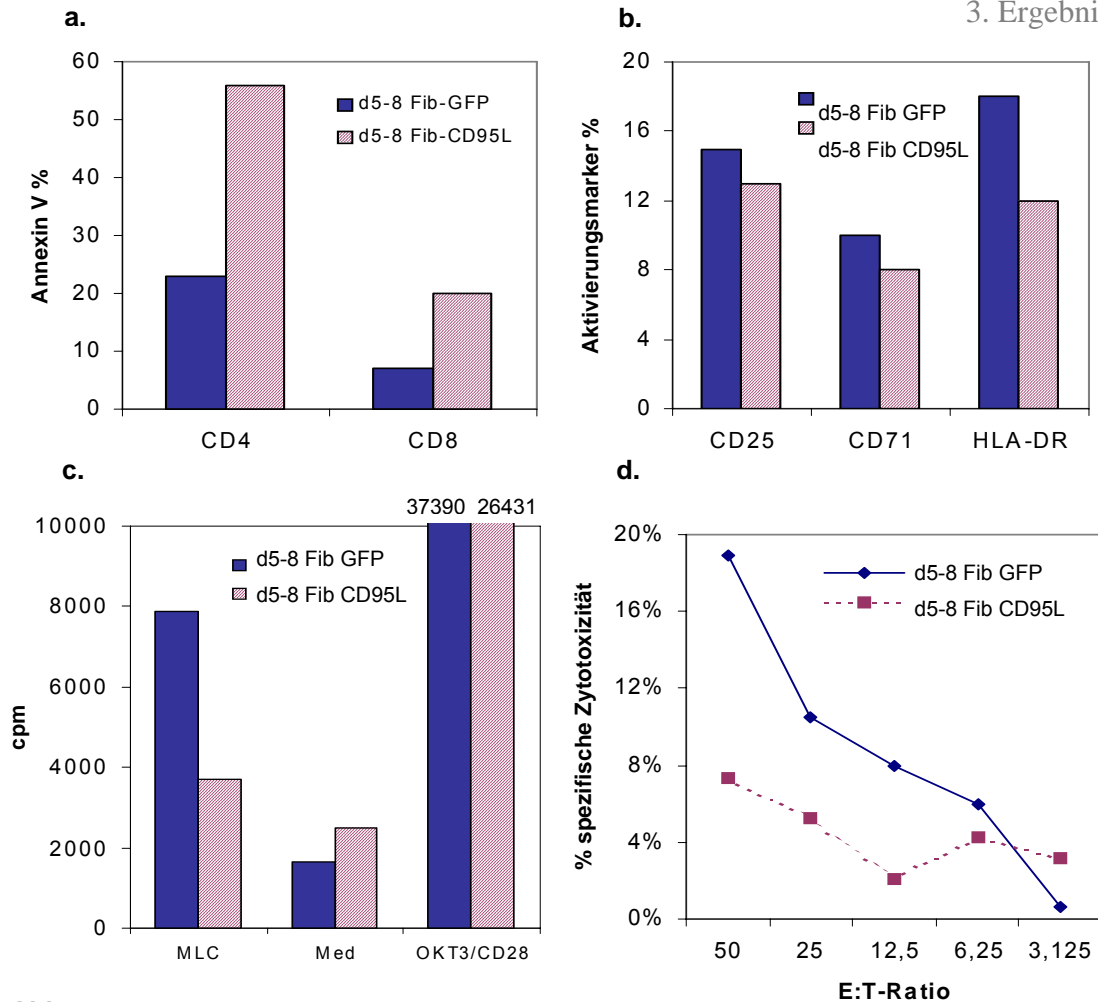 3. Ergebni
a.
Annexin V %
60
50
40
30
20
10
0
d5-8 Fib-GFP
d5-8 Fib-CD95L
CD4 CD8
b.
Aktivierungsmarker %
20
16
12
8
4
0
d5-8 Fib GFP
d5-8 Fib CD95L
CD25 CD71 HLA-DR
c.
cpm
37390 26431
10000
8000
6000
4000
2000
0
d5-8 Fib GFP
d5-8 Fib CD95L
MLC Med OKT3/CD28
d.
% spezifische Zytotoxizität
20%
16%
12%
8%
4%
0%
d5-8 Fib GFP
d5-8 Fib CD95L
50 25 12,5 6,25 3,125
E:T-Ratio